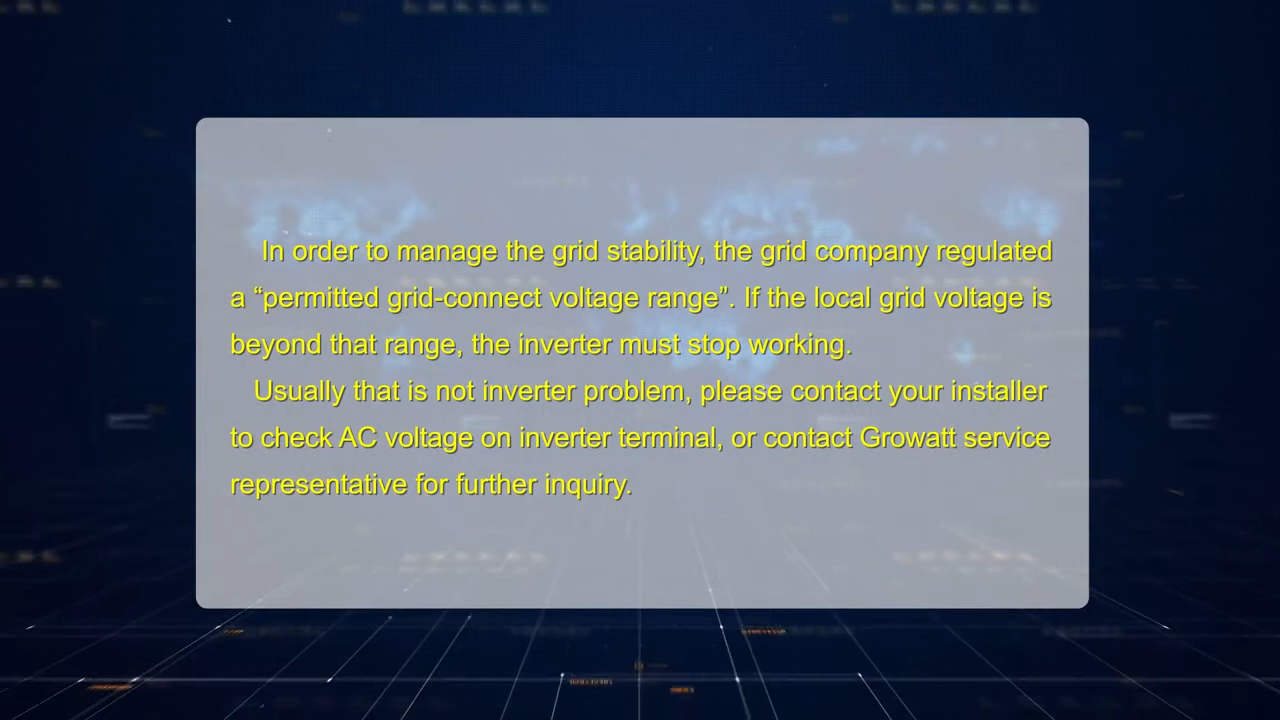 In order to manage the grid stability, the grid company regulated
a “permitted grid-connect voltage range”. If the local grid voltage is
beyond that range, the inverter must stop working.
Usually that is not inverter problem, please contact your installer
to check AC voltage on inverter terminal, or contact Growatt service
representative for further inquiry.